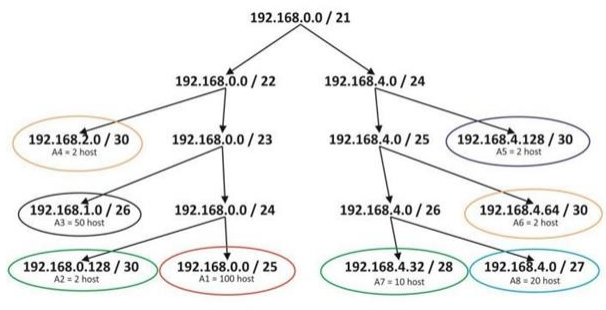 192.168.0.0 / 21
192.168.0.0 / 22
192.168.4.0 / 24
192.168.2.0 / 30
A4 = 2 host
192.168.0.0 / 23
192.168.4.0 / 25
192.168.4.128 / 30
A5 = 2 host
192.168.1.0 / 26
A3 = 50 host
192.168.0.0 / 24
192.168.4.0 / 26
192.168.4.64 / 30
A6 = 2 host
192.168.0.128 / 30
A2 = 2 host
192.168.0.0 / 25
A1 = 100 host
192.168.4.32 / 28
A7 = 10 host
192.168.4.0 / 27
A8 = 20 host